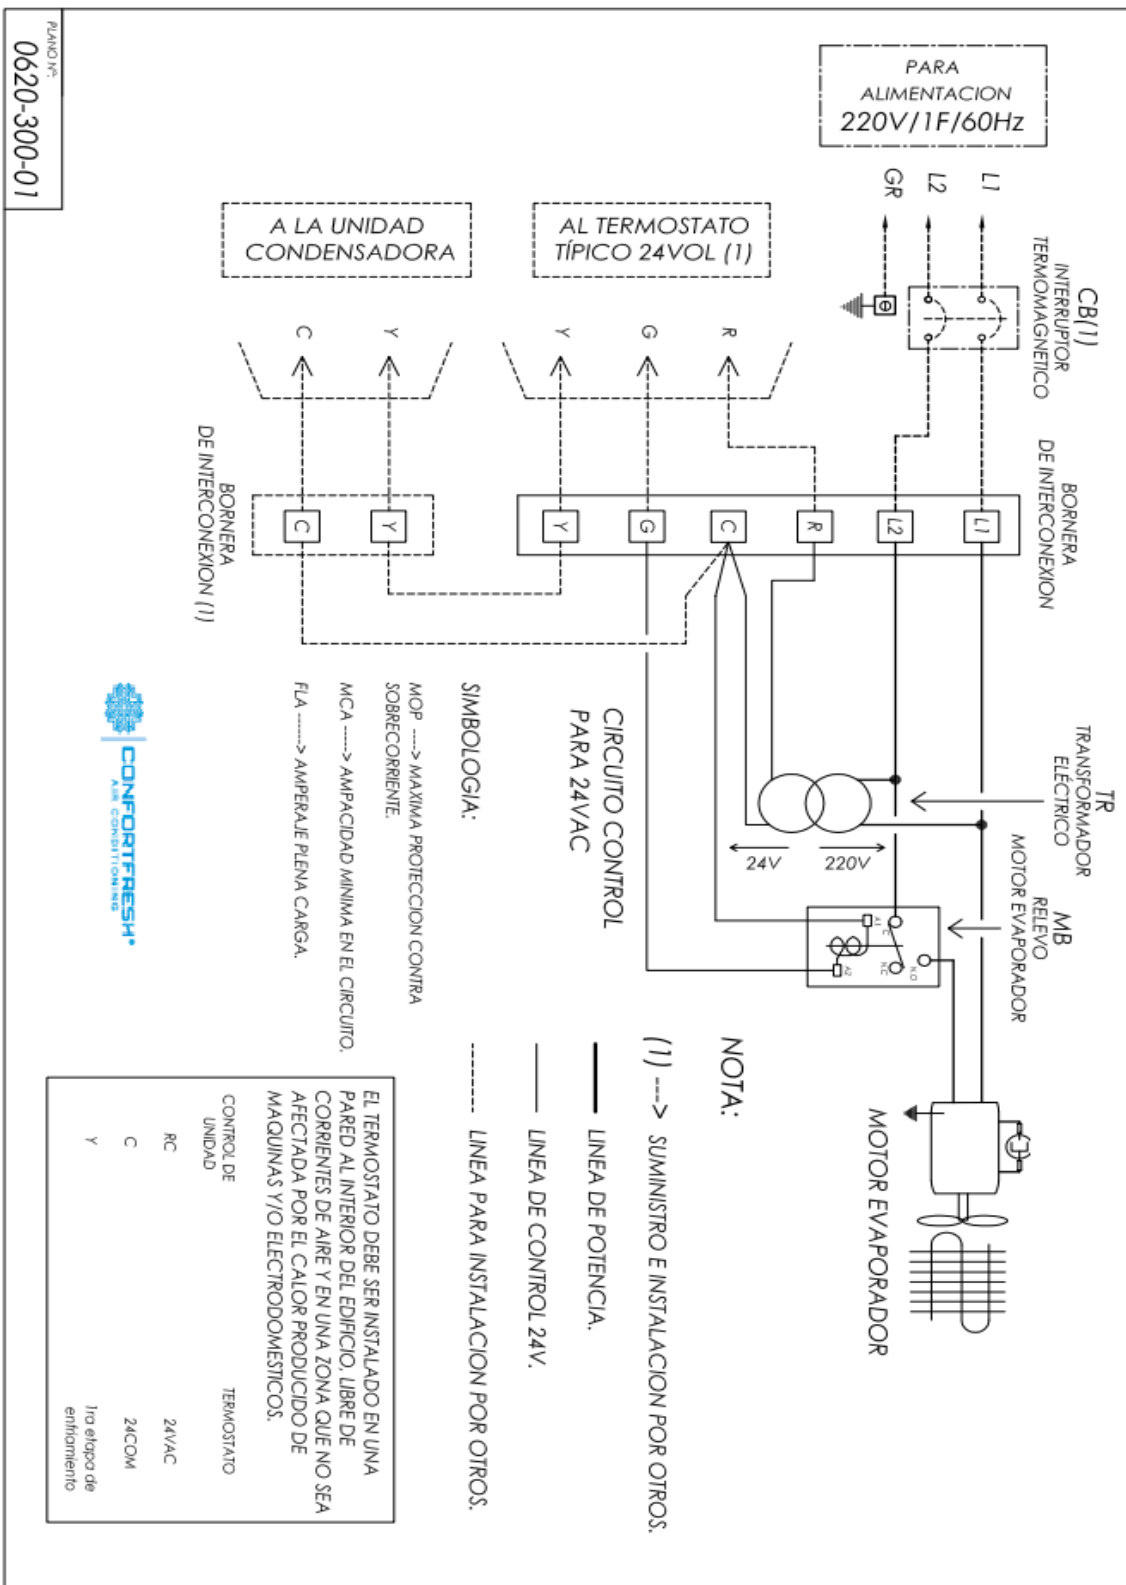 PARA
ALIMENTACION
220V/1F/60Hz
GR
L2
L1
CB(1)
INTERRUPTOR
TERMOMAGNETICO
A LA UNIDAD
CONDENSADORA
AL TERMOSTATO
TÍPICO 24VOL (1)
C
Y
Y
G
R
BORNERA
DE INTERCONEXION (1)
BORNERA
DE INTERCONEXION
C
Y
Y
G
C
R
L2
L1
TR
TRANSFORMADOR
ELÉCTRICO
24V
220V
MB
RELEVO
MOTOR EVAPORADOR
A1
C
N.C
N.O
A2
MOTOR EVAPORADOR
CIRCUITO CONTROL
PARA 24VAC
SIMBOLOGIA:
MOP ----> MAXIMA PROTECCION CONTRA
SOBRECORRIENTE.
MCA -----> AMPACIDAD MINIMA EN EL CIRCUITO.
FLA ------> AMPERAJE PLENA CARGA.
NOTA:
(1) ---> SUMINISTRO E INSTALACION POR OTROS.
LINEA DE POTENCIA.
LINEA DE CONTROL 24V.
LINEA PARA INSTALACION POR OTROS.
EL TERMOSTATO DEBE SER INSTALADO EN UNA
PARED AL INTERIOR DEL EDIFICIO, LIBRE DE
CORRIENTES DE AIRE Y EN UNA ZONA QUE NO SEA
AFECTADA POR EL CALOR PRODUCIDO DE
MAQUINAS Y/O ELECTRODOMESTICOS.
CONTROL DE
UNIDAD
TERMOSTATO
RC 24VAC
C 24COM
Y 1ra etapa de
enfriamiento
CONFORTFRESH®
AIR CONDITIONING
PLANO Nº:
0620-300-01